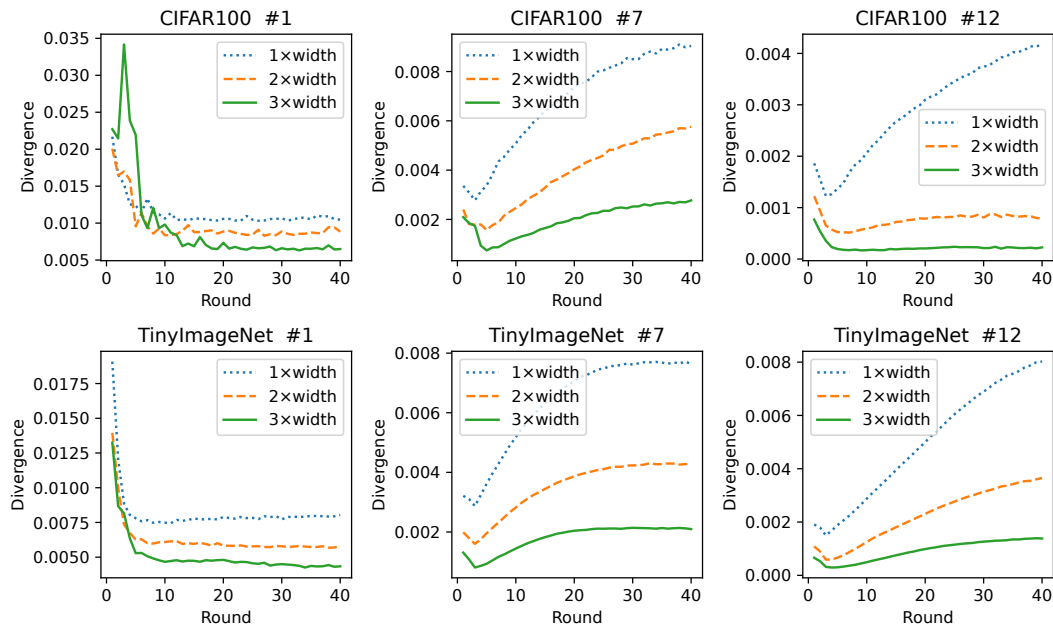 CIFAR100 #1
0.035
0.030
0.025
0.020
0.015
0.010
0.005
Divergence
1×width
2×width
3×width
0 10 20 30 40
Round
CIFAR100 #7
0.008
0.006
0.004
0.002
Divergence
1×width
2×width
3×width
0 10 20 30 40
Round
CIFAR100 #12
0.004
0.003
0.002
0.001
0.000
Divergence
1×width
2×width
3×width
0 10 20 30 40
Round
TinyImageNet #1
0.0175
0.0150
0.0125
0.0100
0.0075
0.0050
Divergence
1×width
2×width
3×width
0 10 20 30 40
Round
TinyImageNet #7
0.008
0.006
0.004
0.002
Divergence
1×width
2×width
3×width
0 10 20 30 40
Round
TinyImageNet #12
0.008
0.006
0.004
0.002
0.000
Divergence
1×width
2×width
3×width
0 10 20 30 40
Round